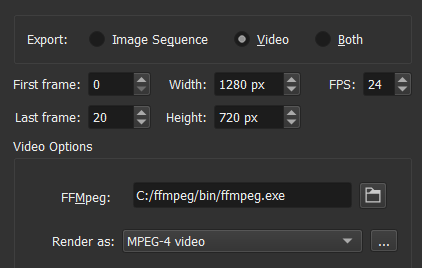 Export: Image Sequence Video Both
First frame: 0 Width: 1280 px FPS: 24
Last frame: 20 Height: 720 px
Video Options
FFMpeg: C:/ffmpeg/bin/ffmpeg.exe
Render as: MPEG-4 video ...